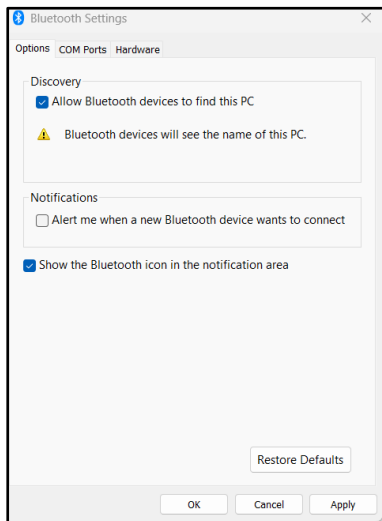 Bluetooth Settings
Options COM Ports Hardware
Discovery
Allow Bluetooth devices to find this PC
Bluetooth devices will see the name of this PC.
Notifications
Alert me when a new Bluetooth device wants to connect
Show the Bluetooth icon in the notification area
Restore Defaults
OK Cancel Apply